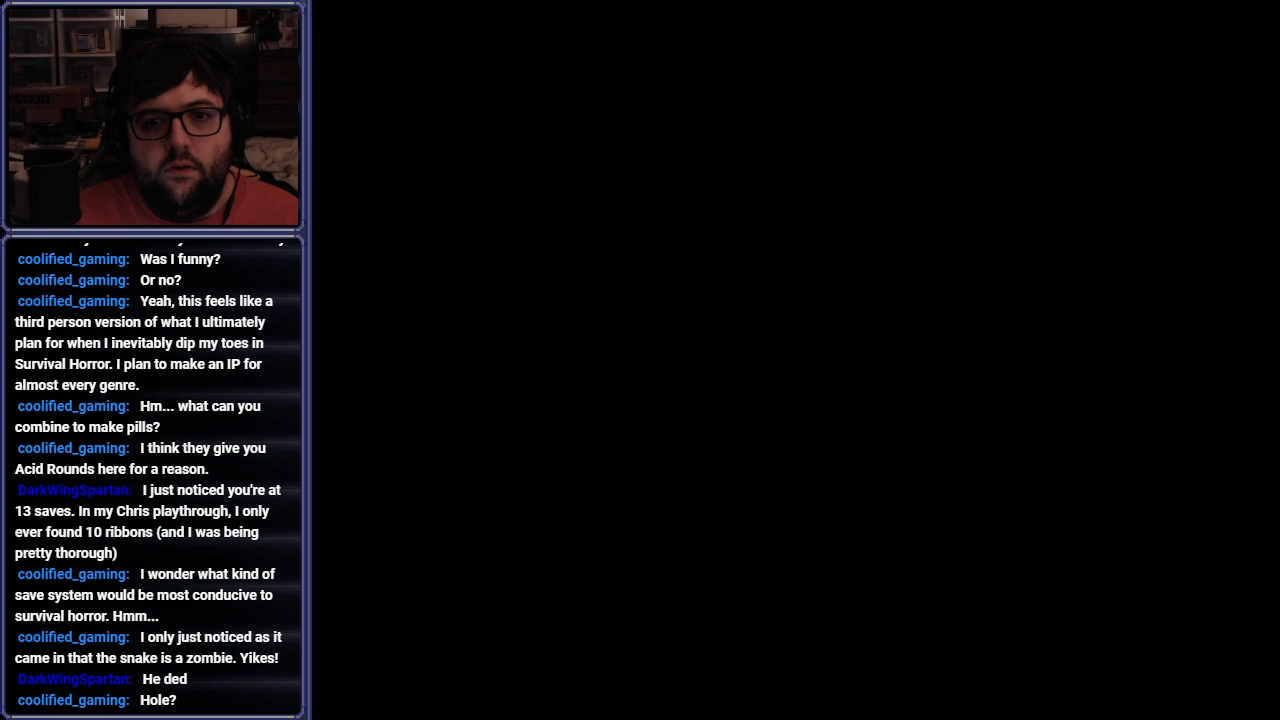 coolified_gaming: Was I funny?
coolified_gaming: Or no?
coolified_gaming: Yeah, this feels like a
third person version of what I ultimately
plan for when I inevitably dip my toes in
Survival Horror. I plan to make an IP for
almost every genre.
coolified_gaming: Hm... what can you
combine to make pills?
coolified_gaming: I think they give you
Acid Rounds here for a reason.
DarkWingSpartan: I just noticed you're at
13 saves. In my Chris playthrough, I only
ever found 10 ribbons (and I was being
pretty thorough)
coolified_gaming: I wonder what kind of
save system would be most conducive to
survival horror. Hmm...
coolified_gaming: I only just noticed as it
came in that the snake is a zombie. Yikes!
DarkWingSpartan: He ded
coolified_gaming: Hole?